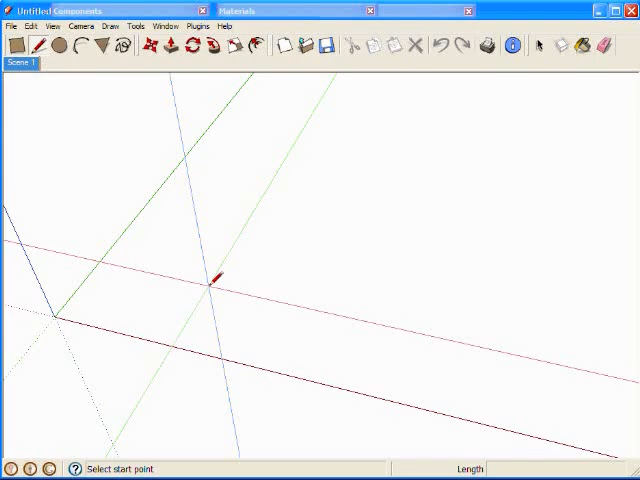 Untitled Components Materials
File Edit View Camera Draw Tools Window Plugins Help
Scene 1
Select start point Length